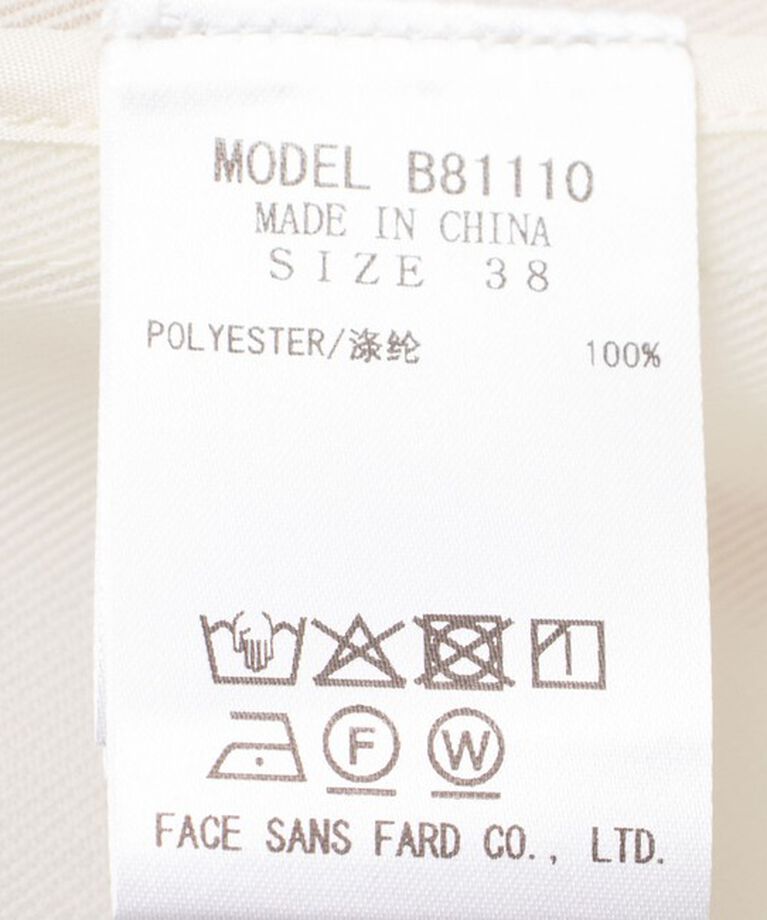 MODEL B81110
MADE IN CHINA
SIZE 38
POLYESTER/涤纶 100%
F W
FACE SANS FARD CO., LTD.